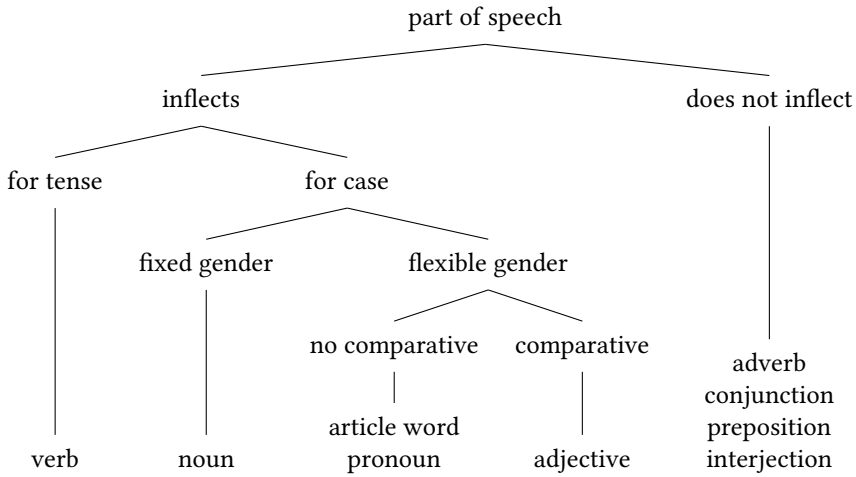 part of speech
inflects
does not inflect
for tense
for case
fixed gender
flexible gender
no comparative
comparative
verb
noun
article word
pronoun
adjective
adverb
conjunction
preposition
interjection